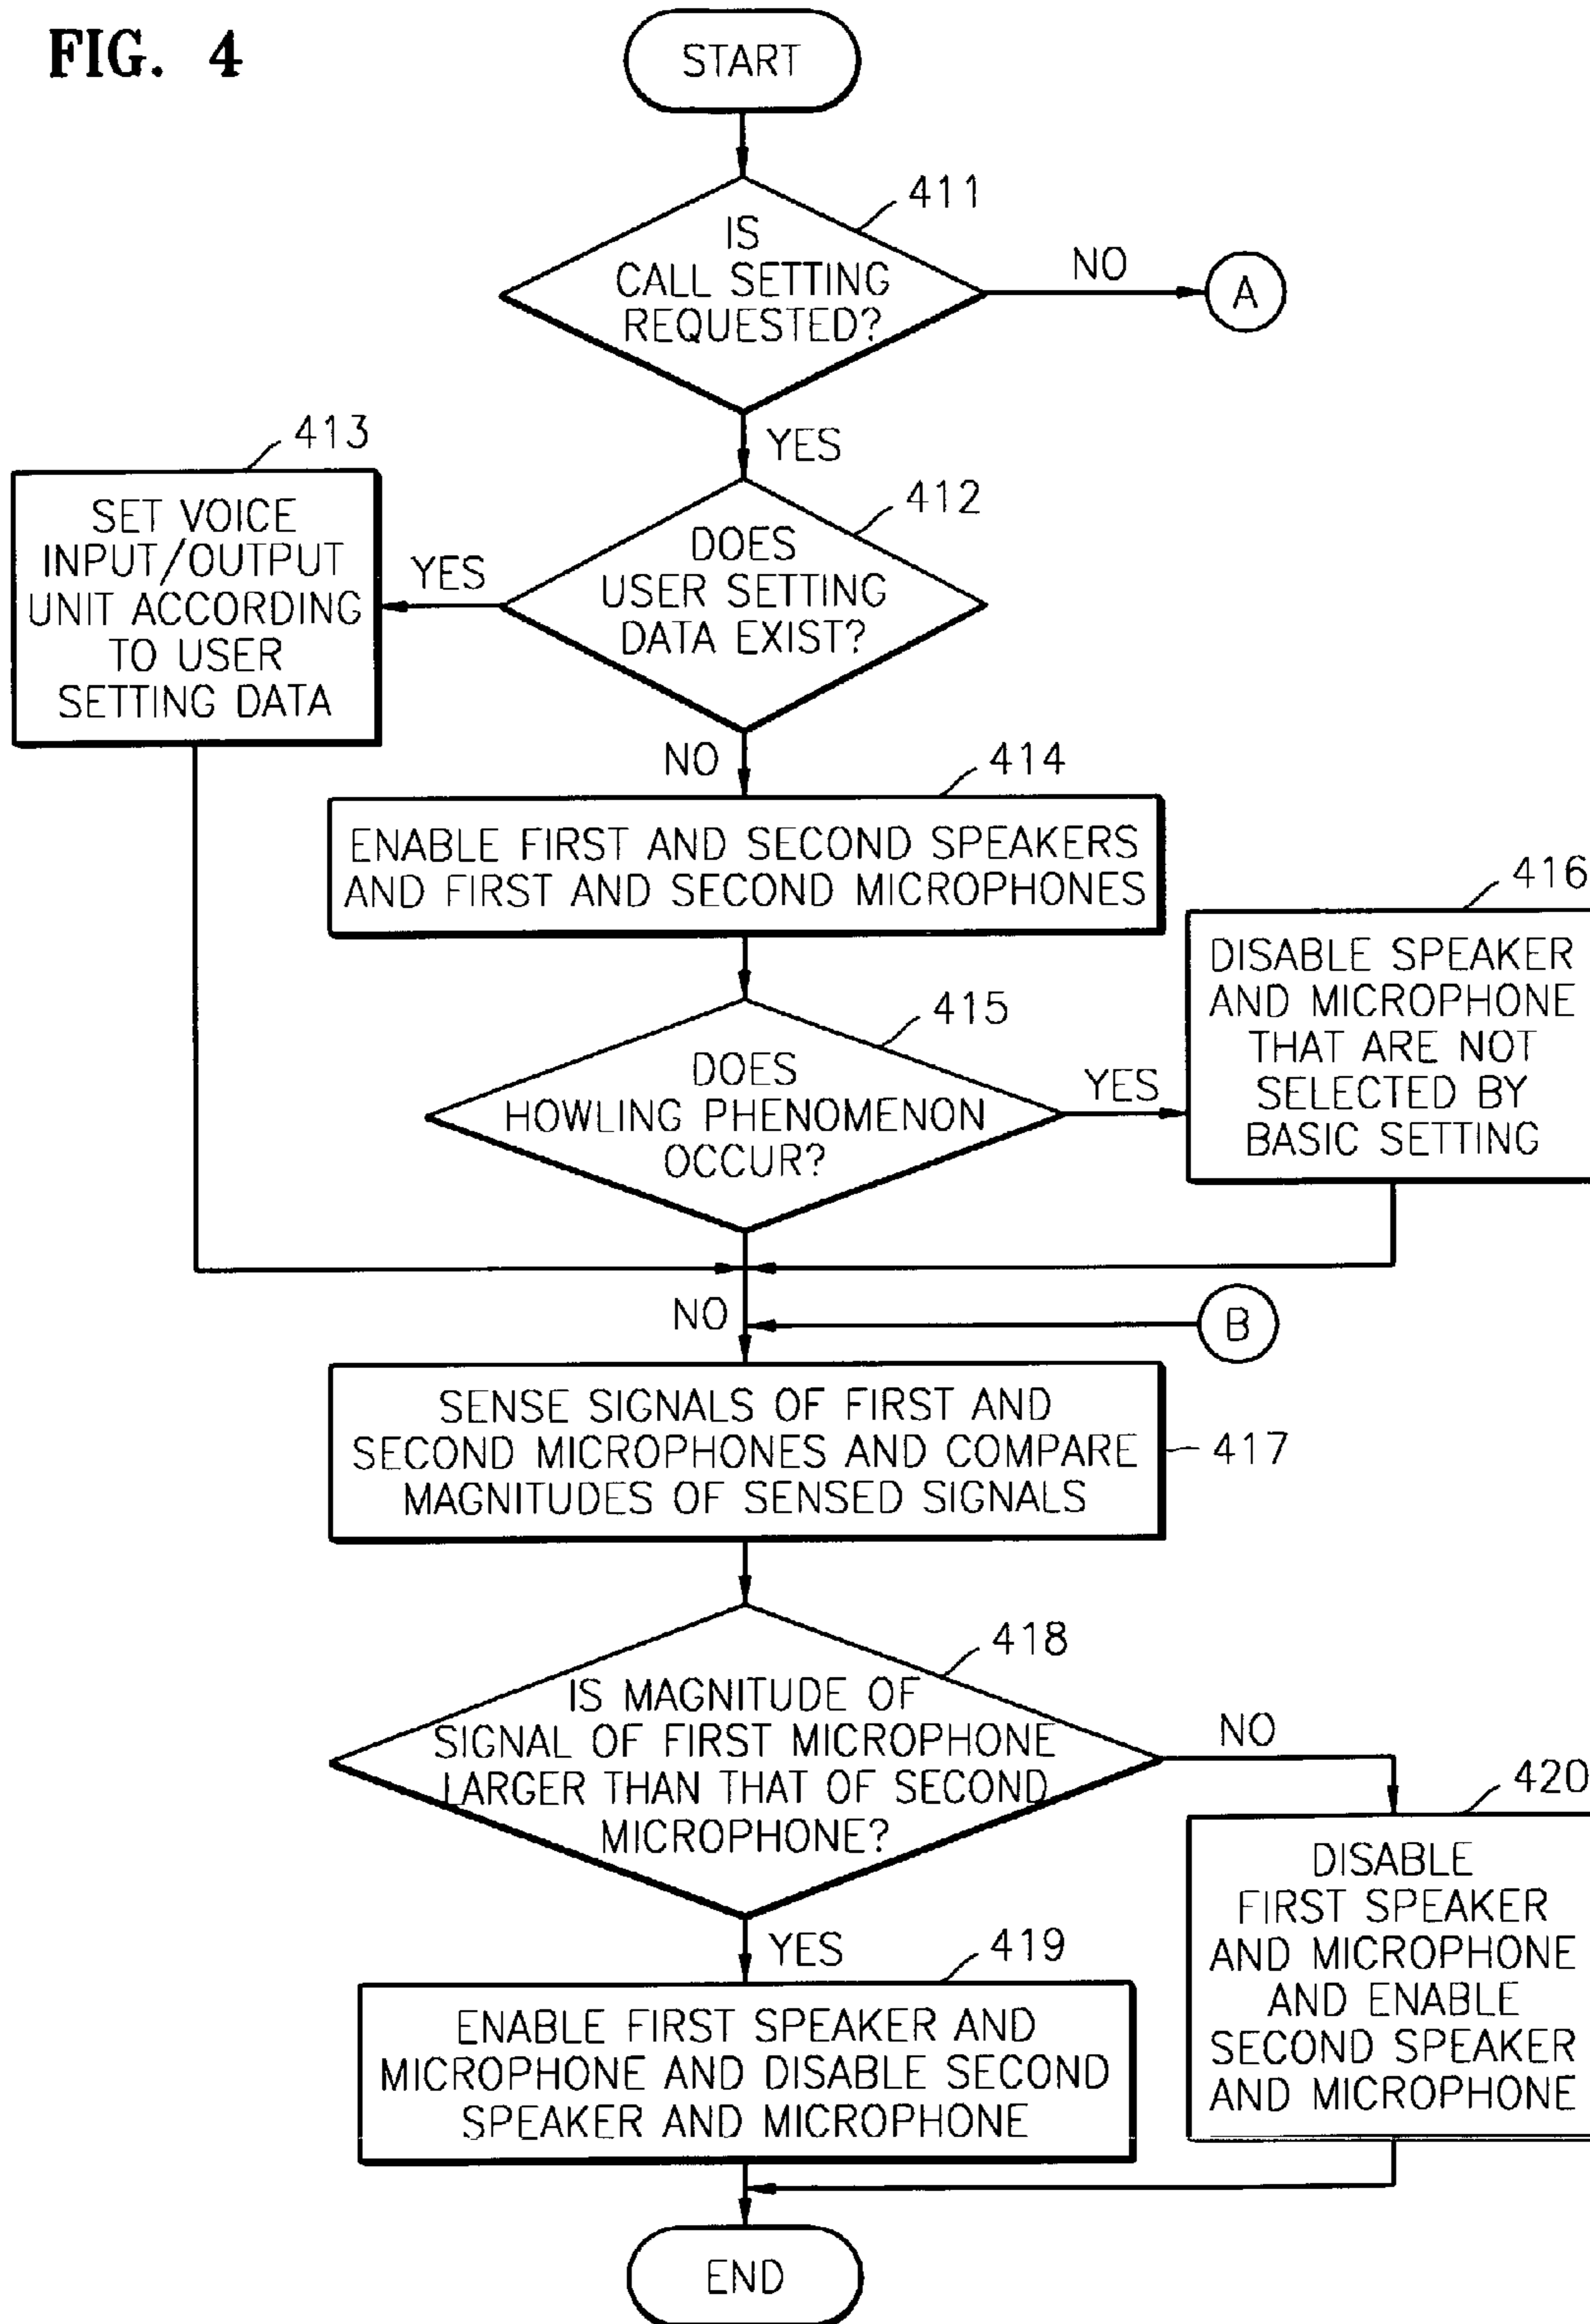 FIG. 4
START
411
IS
CALL SETTING
REQUESTED?
NO
A
YES
413
SET VOICE
INPUT/OUTPUT
UNIT ACCORDING
TO USER
SETTING DATA
412
DOES
USER SETTING
DATA EXIST?
YES
NO
414
ENABLE FIRST AND SECOND SPEAKERS
AND FIRST AND SECOND MICROPHONES
415
DOES
HOWLING PHENOMENON
OCCUR?
YES
416
DISABLE SPEAKER
AND MICROPHONE
THAT ARE NOT
SELECTED BY
BASIC SETTING
NO
B
SENSE SIGNALS OF FIRST AND
SECOND MICROPHONES AND COMPARE
MAGNITUDES OF SENSED SIGNALS
417
418
IS MAGNITUDE OF
SIGNAL OF FIRST MICROPHONE
LARGER THAN THAT OF SECOND
MICROPHONE?
NO
420
DISABLE
FIRST SPEAKER
AND MICROPHONE
AND ENABLE
SECOND SPEAKER
AND MICROPHONE
YES
419
ENABLE FIRST SPEAKER AND
MICROPHONE AND DISABLE SECOND
SPEAKER AND MICROPHONE
END